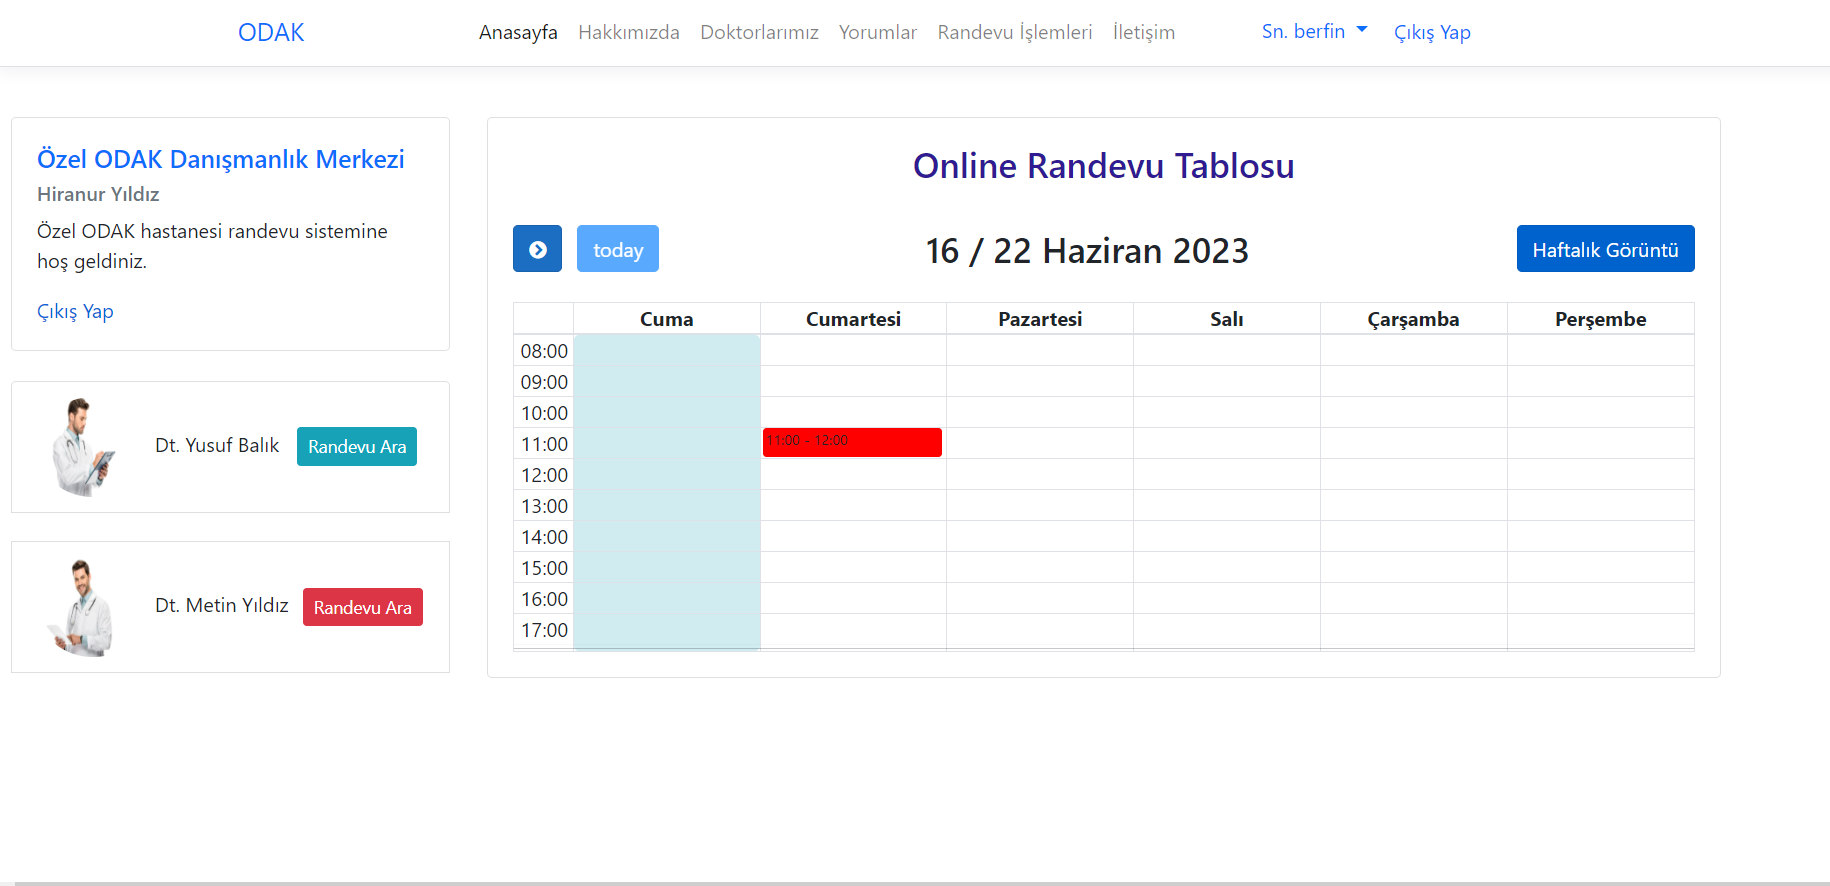 ODAK
Anasayfa Hakkımızda Doktorlarımız Yorumlar Randevu İşlemleri İletişim
Sn. berfin Çıkış Yap
Özel ODAK Danışmanlık Merkezi
Hiranur Yıldız
Özel ODAK hastanesi randevu sistemine
hoş geldiniz.
Çıkış Yap
Dt. Yusuf Balık Randevu Ara
Dt. Metin Yıldız Randevu Ara
Online Randevu Tablosu
today 16 / 22 Haziran 2023 Haftalık Görüntü
Cuma Cumartesi Pazartesi Salı Çarşamba Perşembe
08:00
09:00
10:00
11:00 11:00 - 12:00
12:00
13:00
14:00
15:00
16:00
17:00